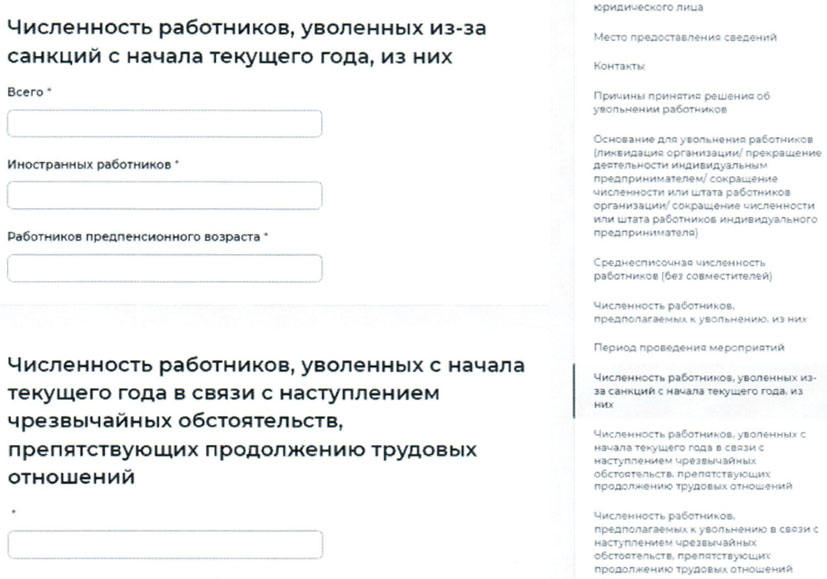 Численность работников, уволенных из-за
санкций с начала текущего года, из них
Всего *
Иностранных работников *
Работников предпенсионного возраста *
Численность работников, уволенных с начала
текущего года в связи с наступлением
чрезвычайных обстоятельств,
препятствующих продолжению трудовых
отношений
*
юридического лица
Место предоставления сведений
Контакты
Причины принятия решения об
увольнении работников
Основание для увольнения работников
(ликвидация организации/ прекращение
деятельности индивидуальным
предпринимателем/ сокращение
численности или штата работников
организации/ сокращение численности
или штата работников индивидуального
предпринимателя)
Среднесписочная численность
работников (без совместителей)
Численность работников,
предполагаемых к увольнению, из них
Период проведения мероприятий
Численность работников, уволенных из-
за санкций с начала текущего года, из
них
Численность работников, уволенных с
начала текущего года в связи с
наступлением чрезвычайных
обстоятельств, препятствующих
продолжению трудовых отношений
Численность работников,
предполагаемых к увольнению в связи с
наступлением чрезвычайных
обстоятельств, препятствующих
продолжению трудовых отношений